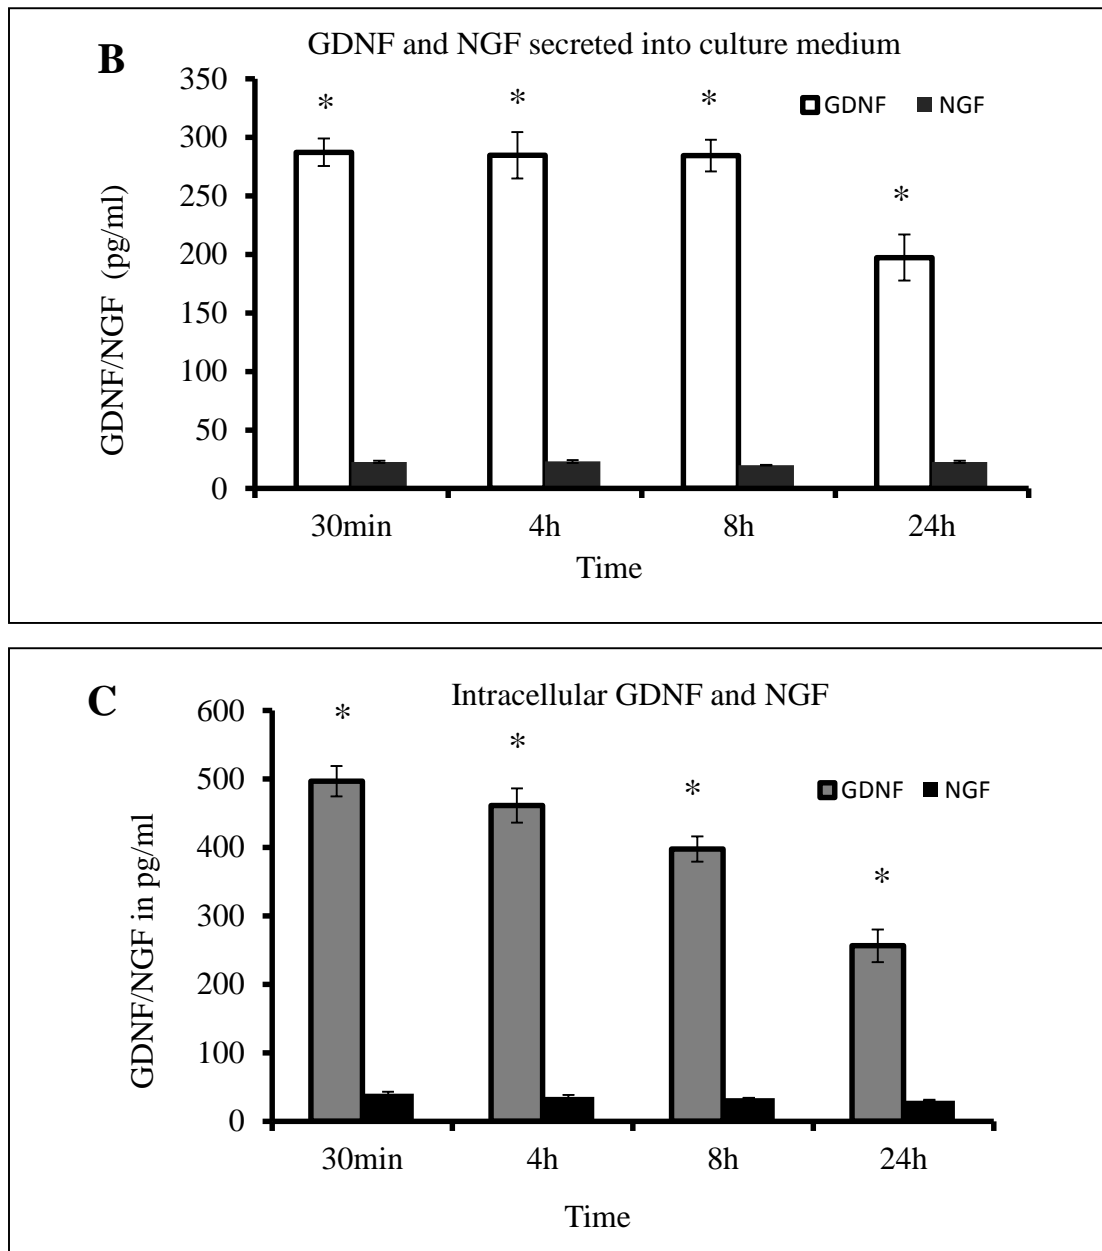 B
GDNF and NGF secreted into culture medium
GDNF/NGF (pg/ml)
350
300
250
200
150
100
50
0
* * * *
GDNF NGF
30min 4h 8h 24h
Time
C
Intracellular GDNF and NGF
GDNF/NGF in pg/ml
600
500
400
300
200
100
0
* * * *
GDNF NGF
30min 4h 8h 24h
Time